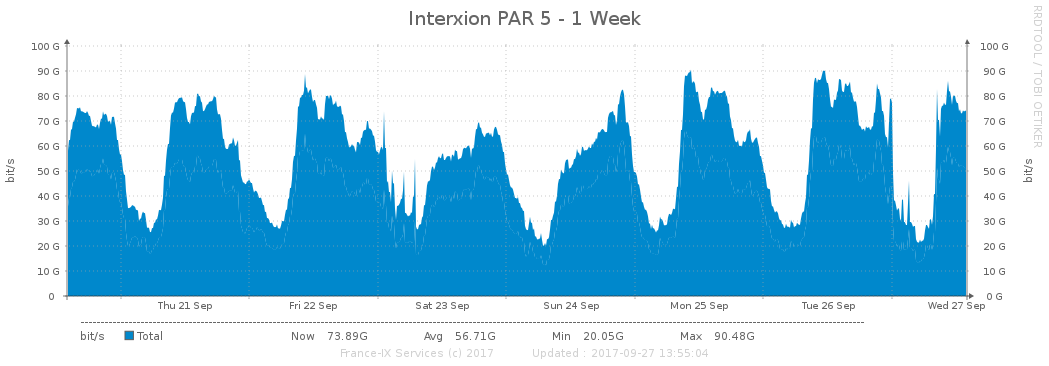 Interxion PAR 5 - 1 Week
RRDTOOL / TOBI OETIKER
bit/s
bit/s
100 G 100 G
90 G 90 G
80 G 80 G
70 G 70 G
60 G 60 G
50 G 50 G
40 G 40 G
30 G 30 G
20 G 20 G
10 G 10 G
0 0 G
Thu 21 Sep Fri 22 Sep Sat 23 Sep Sun 24 Sep Mon 25 Sep Tue 26 Sep Wed 27 Sep
bit/s Total Now 73.89G Avg 56.71G Min 20.05G Max 90.48G
France-IX Services (c) 2017 Updated : 2017-09-27 13:55:04